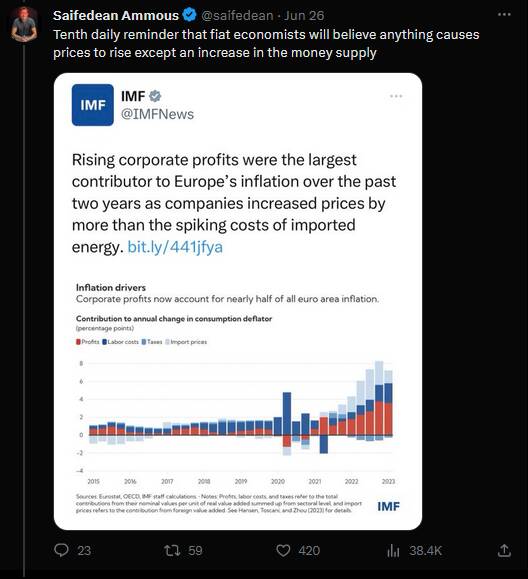 Saifedean Ammous @saifedean · Jun 26
Tenth daily reminder that fiat economists will believe anything causes
prices to rise except an increase in the money supply
IMF
IMF
@IMFNews
Rising corporate profits were the largest
contributor to Europe's inflation over the past
two years as companies increased prices by
more than the spiking costs of imported
energy. bit.ly/441jfya
Inflation drivers
Corporate profits now account for nearly half of all euro area inflation.
Contribution to annual change in consumption deflator
(percentage points)
Profits Labor costs Taxes Import prices
8
6
4
2
0
-2
-4
2015 2016 2017 2018 2019 2020 2021 2022 2023
Sources: Eurostat, OECD, IMF staff calculations. · Notes: Profits, labor costs, and taxes refer to the total
contributions from their nominal values per unit of real value added summed up from sectoral level, and import
prices refers to the contribution from foreign value added. See Hansen, Toscani, and Zhou (2023) for details.
IMF
23 59 420 38.4K